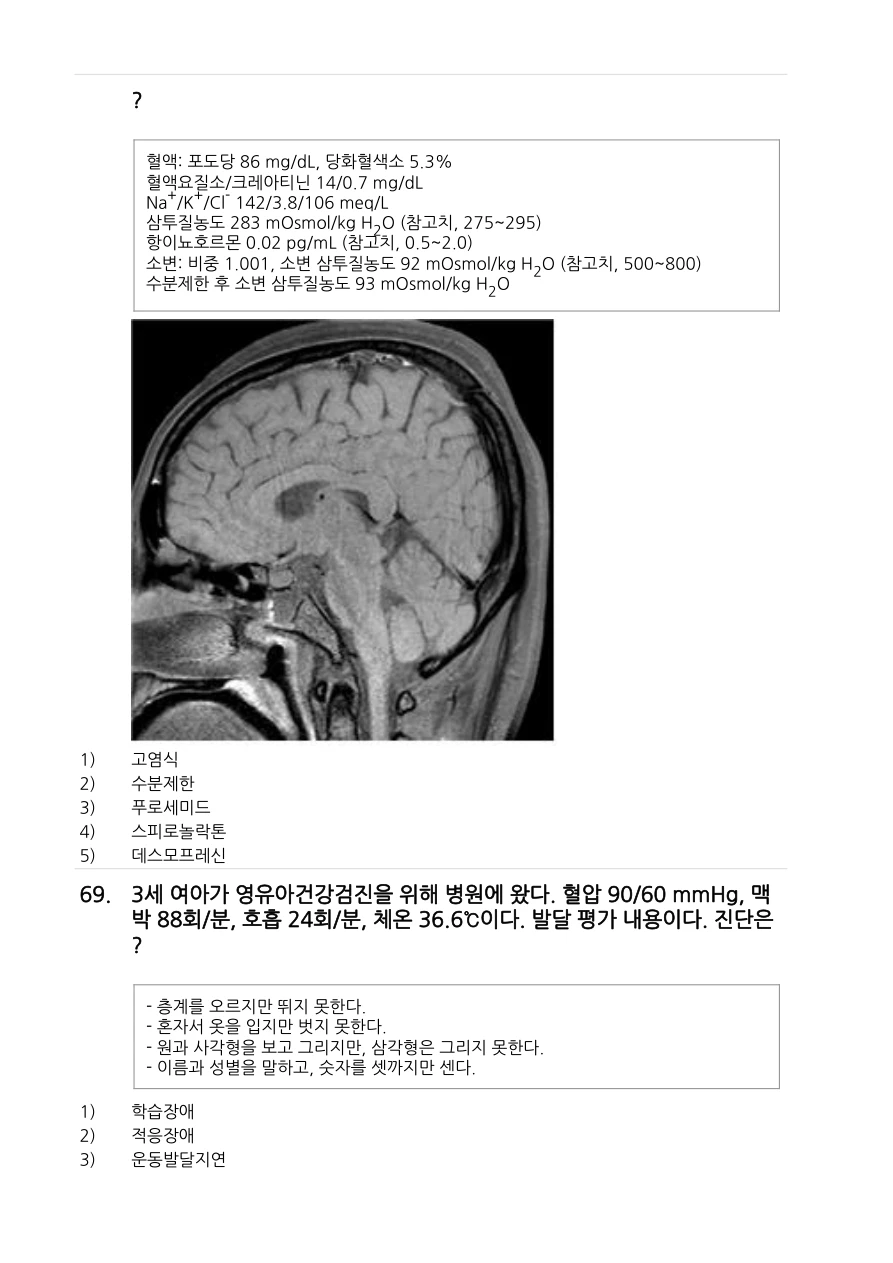 ?
혈액: 포도당 86 mg/dL, 당화혈색소 5.3%
혈액요질소/크레아티닌 14/0.7 mg/dL
Na+/K+/Cl- 142/3.8/106 meq/L
삼투질농도 283 mOsmol/kg H2O (참고치, 275~295)
항이뇨호르몬 0.02 pg/mL (참고치, 0.5~2.0)
소변: 비중 1.001, 소변 삼투질농도 92 mOsmol/kg H2O (참고치, 500~800)
수분제한 후 소변 삼투질농도 93 mOsmol/kg H2O
1) 고염식
2) 수분제한
3) 푸로세미드
4) 스피로놀락톤
5) 데스모프레신
69. 3세 여아가 영유아건강검진을 위해 병원에 왔다. 혈압 90/60 mmHg, 맥
박 88회/분, 호흡 24회/분, 체온 36.6℃이다. 발달 평가 내용이다. 진단은
?
- 층계를 오르지만 뛰지 못한다.
- 혼자서 옷을 입지만 벗지 못한다.
- 원과 사각형을 보고 그리지만, 삼각형은 그리지 못한다.
- 이름과 성별을 말하고, 숫자를 셋까지만 센다.
1) 학습장애
2) 적응장애
3) 운동발달지연